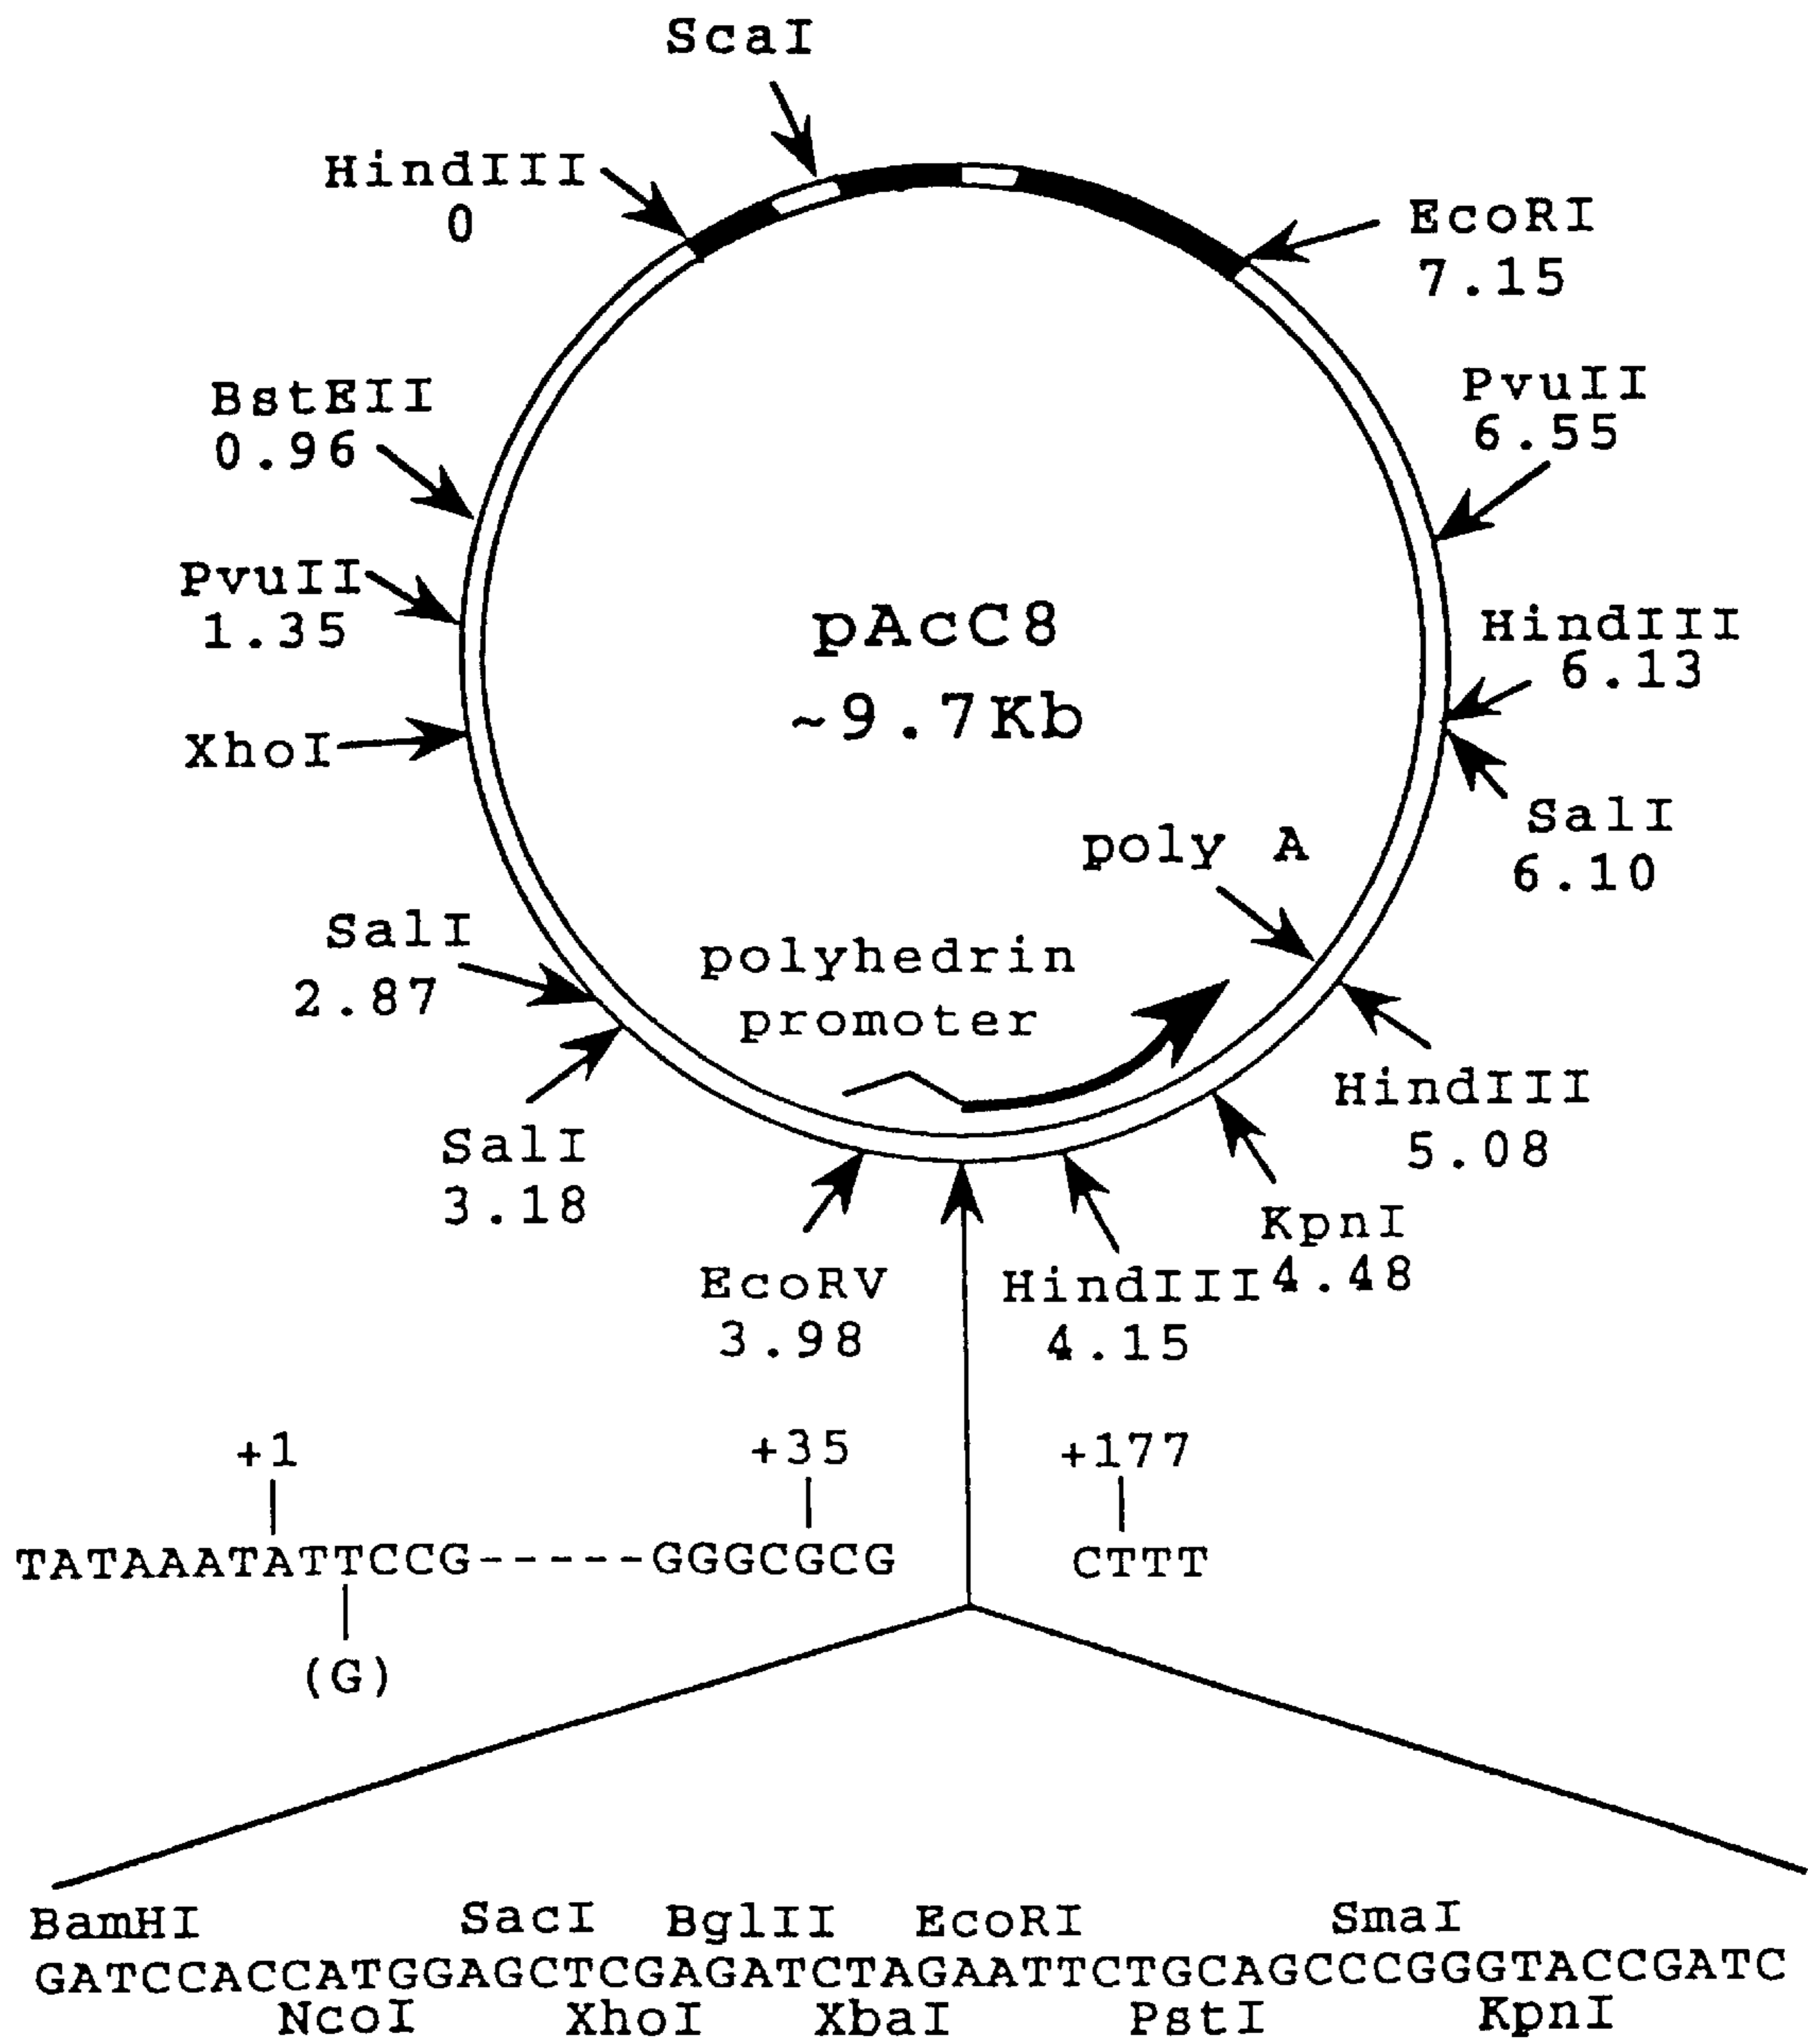 ScaI
HindIII
0
EcoRI
7.15
BstEII
0.96
PvuII
6.55
PvuII
1.35
pAcC8
~9.7Kb
HindIII
6.13
XhoI
SalI
6.10
poly A
SalI
2.87
polyhedrin
promoter
HindIII
5.08
SalI
3.18
KpnI
4.48
EcoRV
3.98
HindIII
4.15
+1
+35
+177
TATAAATATTCCG-----GGGCGCG
CTTT
(G)
BamHI SacI BglII EcoRI SmaI
GATCCACCATGGAGCTCGAGATCTAGAATTCTGCAGCCCGGGTACCGATC
NcoI XhoI XbaI PstI KpnI